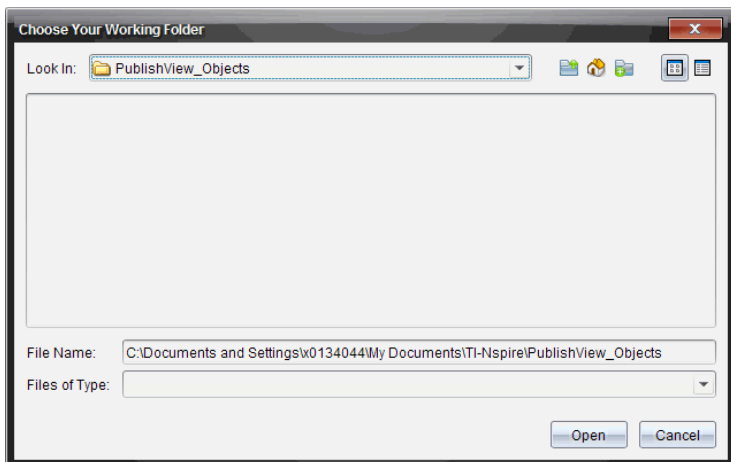 Choose Your Working Folder
Look In: PublishView_Objects
File Name: C:\Documents and Settings\x0134044\My Documents\TI-Nspire\PublishView_Objects
Files of Type:
Open Cancel